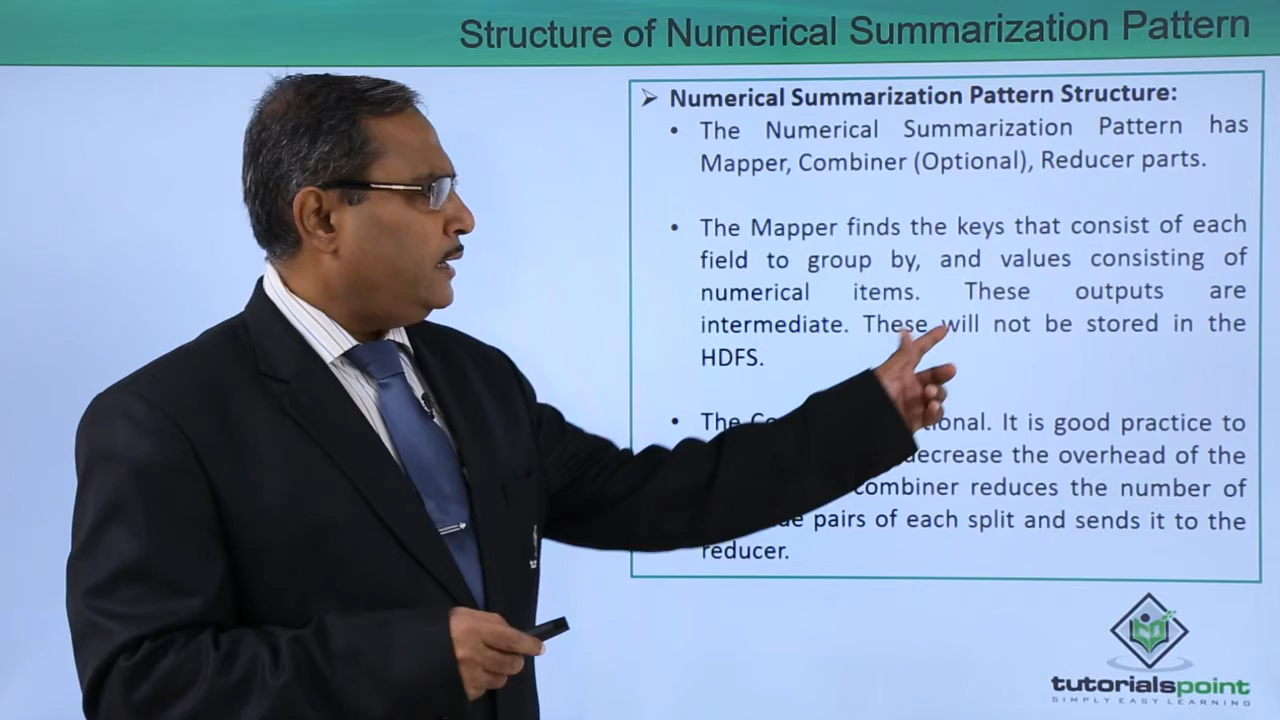 Structure of Numerical Summarization Pattern
➢ Numerical Summarization Pattern Structure:
• The Numerical Summarization Pattern has
Mapper, Combiner (Optional), Reducer parts.
• The Mapper finds the keys that consist of each
field to group by, and values consisting of
numerical items. These outputs are
intermediate. These will not be stored in the
HDFS.
• The It is good practice to
decrease the overhead of the
combiner reduces the number of
pairs of each split and sends it to the
reducer.
tutorialspoint
SIMPLY EASY LEARNING